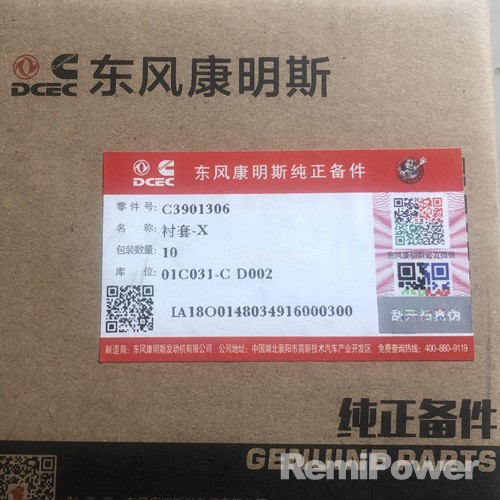 DCEC 东风康明斯
DCEC 东风康明斯纯正备件
零件号: C3901306
名 称: 衬套-X
包装数量: 10
库 位: 01C031-C D002
东风康明斯官方微信
IA18O0148034916000300
刮开查真伪
制造商: 东风康明斯发动机有限公司 公司地址: 中国湖北襄阳市高新技术汽车产业开发区 免费查询热线: 400-880-9119
纯正备件
GENUINE PARTS
RemiPower